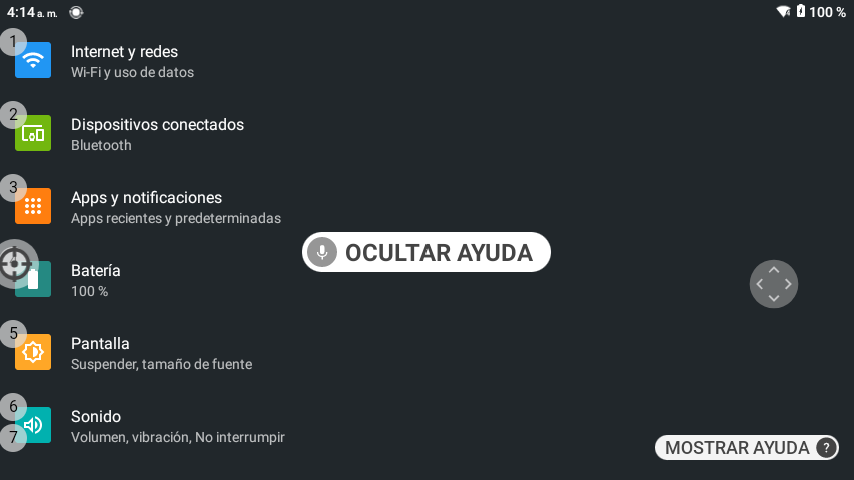 4:14 a. m.
100 %
1
Internet y redes
Wi-Fi y uso de datos
2
Dispositivos conectados
Bluetooth
3
Apps y notificaciones
Apps recientes y predeterminadas
OCULTAR AYUDA
Batería
100 %
5
Pantalla
Suspender, tamaño de fuente
6
Sonido
7
Volumen, vibración, No interrumpir
MOSTRAR AYUDA ?